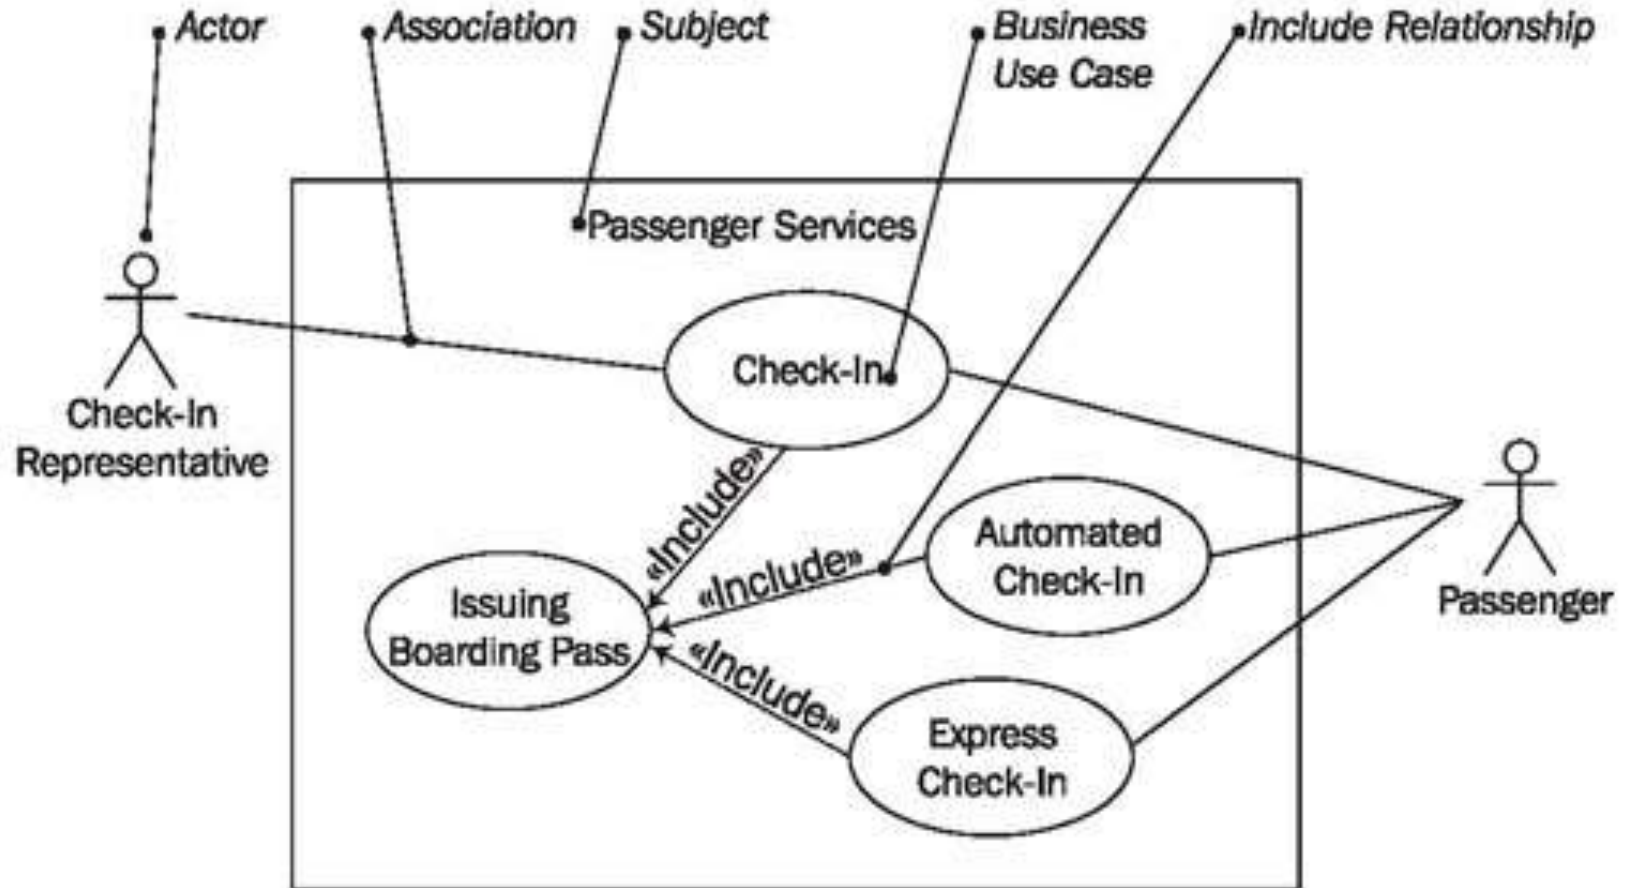 Actor
Association
Subject
Business
Use Case
Include Relationship
Passenger Services
Check-In
Check-In
Representative
«Include»
«Include»
«Include»
Automated
Check-In
Passenger
Issuing
Boarding Pass
Express
Check-In